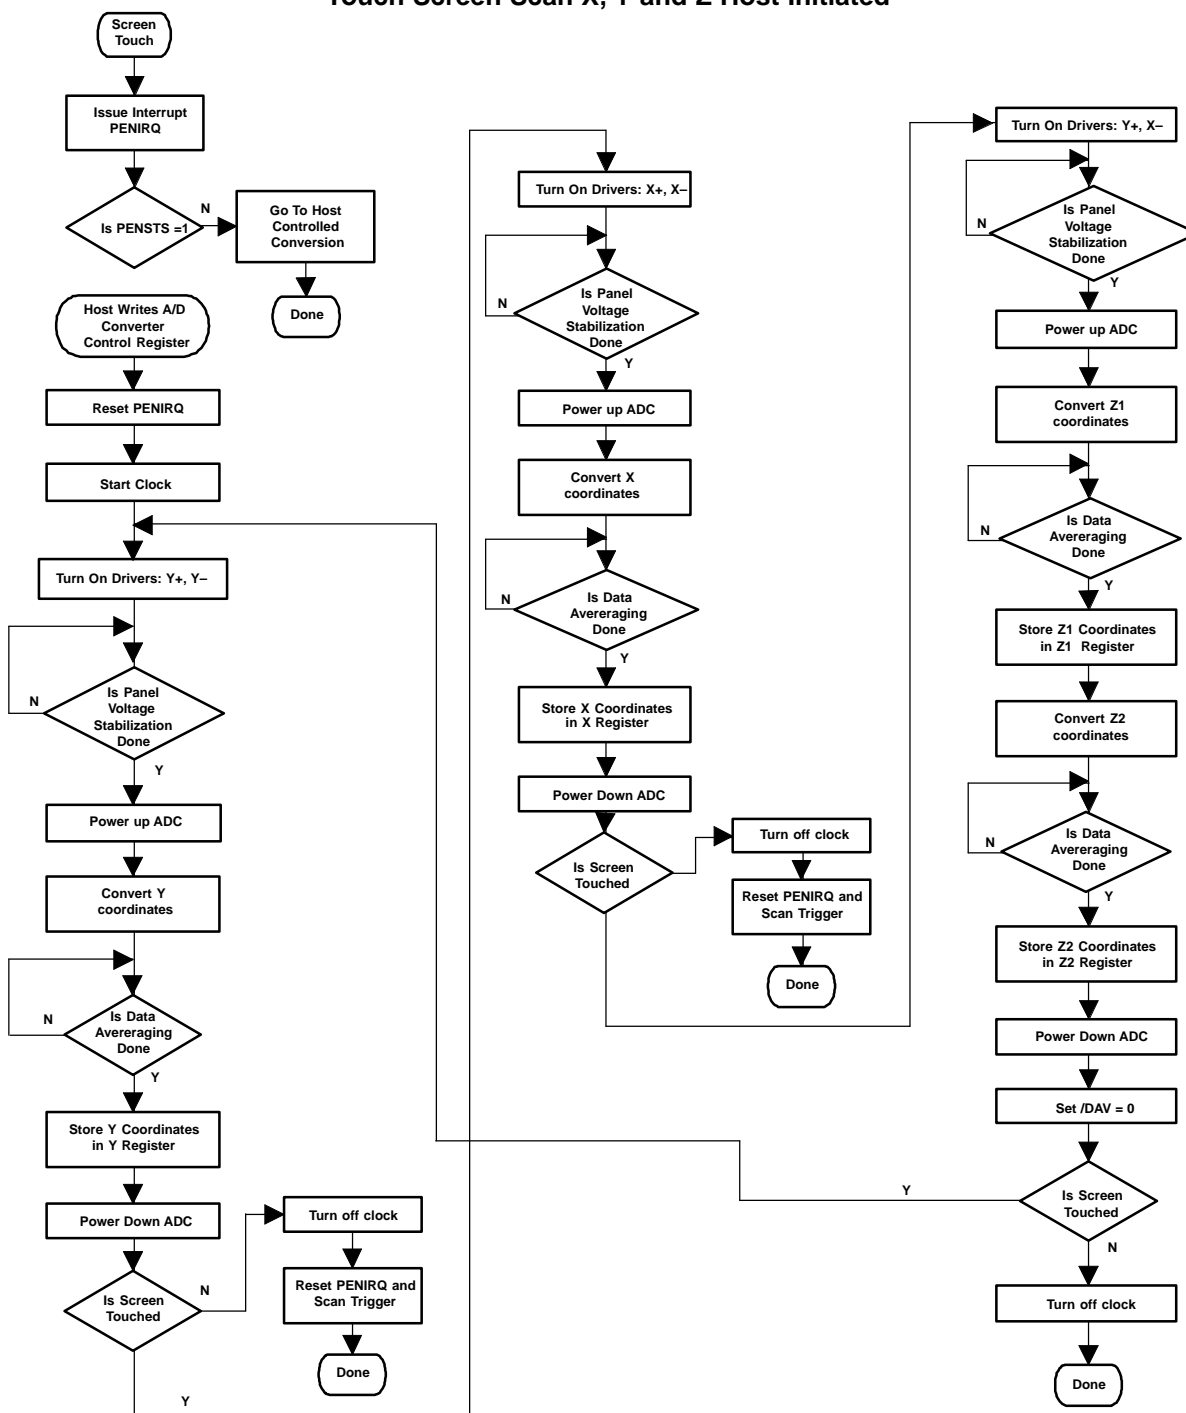 Touch Screen Scan X, Y and Z Host Initiated
Screen
Touch
Issue Interrupt
PENIRQ
Is PENSTS =1
N
Go To Host
Controlled
Conversion
Done
Host Writes A/D
Converter
Control Register
Reset PENIRQ
Start Clock
Turn On Drivers: Y+, Y–
Is Panel
Voltage
Stabilization
Done
N
Y
Power up ADC
Convert Y
coordinates
Is Data
Avereraging
Done
N
Y
Store Y Coordinates
in Y Register
Power Down ADC
Is Screen
Touched
N
Y
Turn off clock
Reset PENIRQ and
Scan Trigger
Done
Turn On Drivers: X+, X–
Is Panel
Voltage
Stabilization
Done
N
Y
Power up ADC
Convert X
coordinates
Is Data
Avereraging
Done
N
Y
Store X Coordinates
in X Register
Power Down ADC
Is Screen
Touched
Turn off clock
Reset PENIRQ and
Scan Trigger
Done
Turn On Drivers: Y+, X–
Is Panel
Voltage
Stabilization
Done
N
Y
Power up ADC
Convert Z1
coordinates
Is Data
Avereraging
Done
N
Y
Store Z1 Coordinates
in Z1 Register
Convert Z2
coordinates
Is Data
Avereraging
Done
N
Y
Store Z2 Coordinates
in Z2 Register
Power Down ADC
Set /DAV = 0
Is Screen
Touched
Y
N
Turn off clock
Done